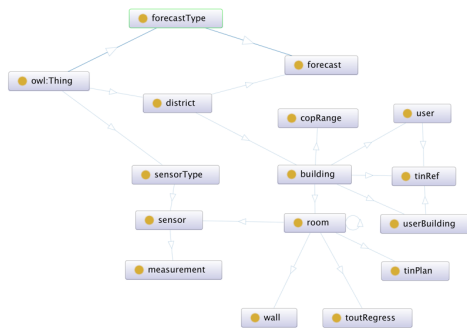 forecastType
forecast
owl:Thing
district
copRange
user
sensorType
building
tinRef
sensor
room
userBuilding
measurement
tinPlan
wall
toutRegress